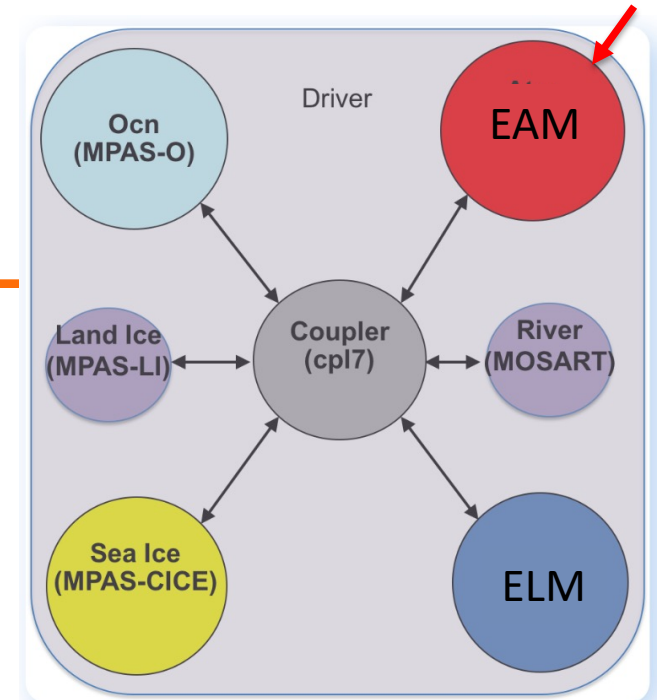 Driver
Ocn
(MPAS-O)
EAM
Land Ice
(MPAS-LI)
Coupler
(cpl7)
River
(MOSART)
Sea Ice
(MPAS-CICE)
ELM